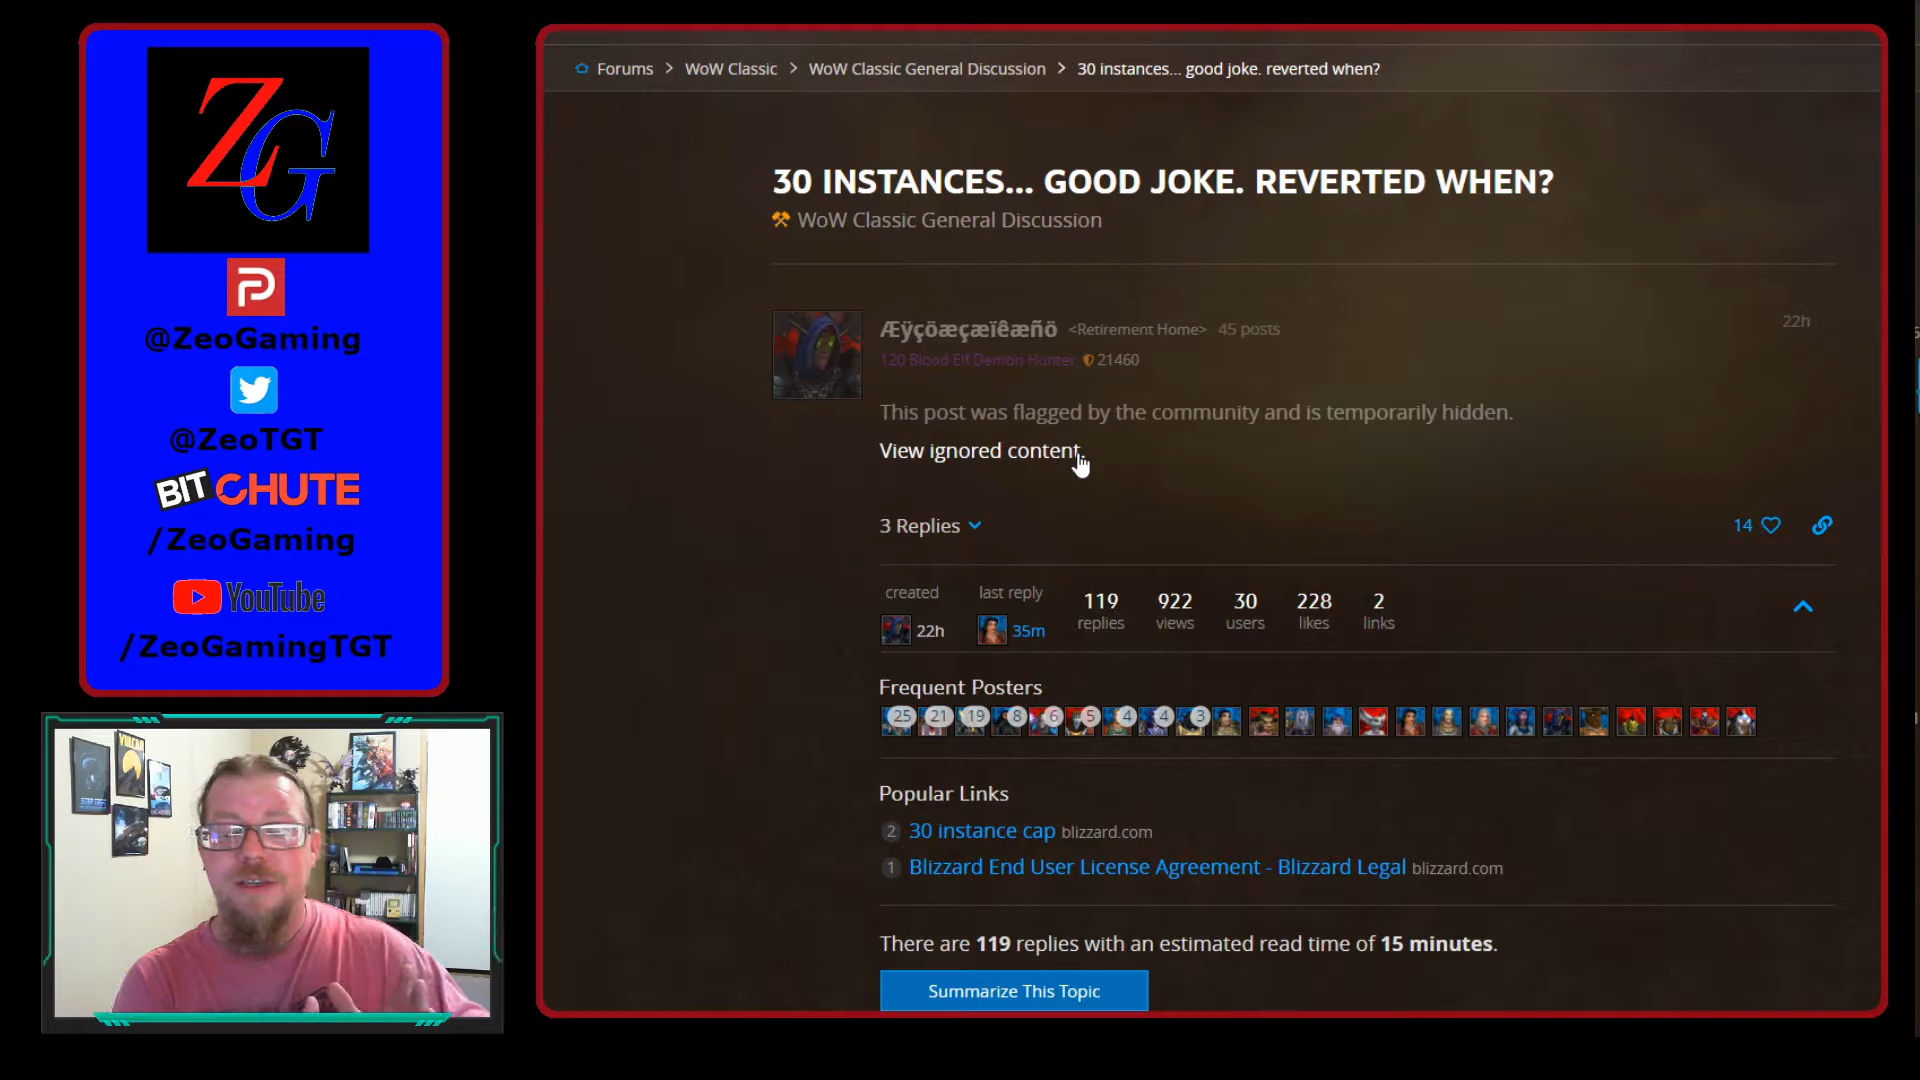 ZG
@ZeoGaming
@ZeoTGT
BITCHUTE
/ZeoGaming
YouTube
/ZeoGamingTGT
Forums > WoW Classic > WoW Classic General Discussion > 30 instances... good joke. reverted when?
30 INSTANCES... GOOD JOKE. REVERTED WHEN?
WoW Classic General Discussion
Æÿçöæçæïêæñö <Retirement Home> 45 posts 22h
120 Blood Elf Demon Hunter 21460
This post was flagged by the community and is temporarily hidden.
View ignored content.
3 Replies 14
created last reply 119 922 30 228 2
22h 35m replies views users likes links
Frequent Posters
25 21 19 8 6 5 4 4 3
Popular Links
2 30 instance cap blizzard.com
1 Blizzard End User License Agreement - Blizzard Legal blizzard.com
There are 119 replies with an estimated read time of 15 minutes.
Summarize This Topic